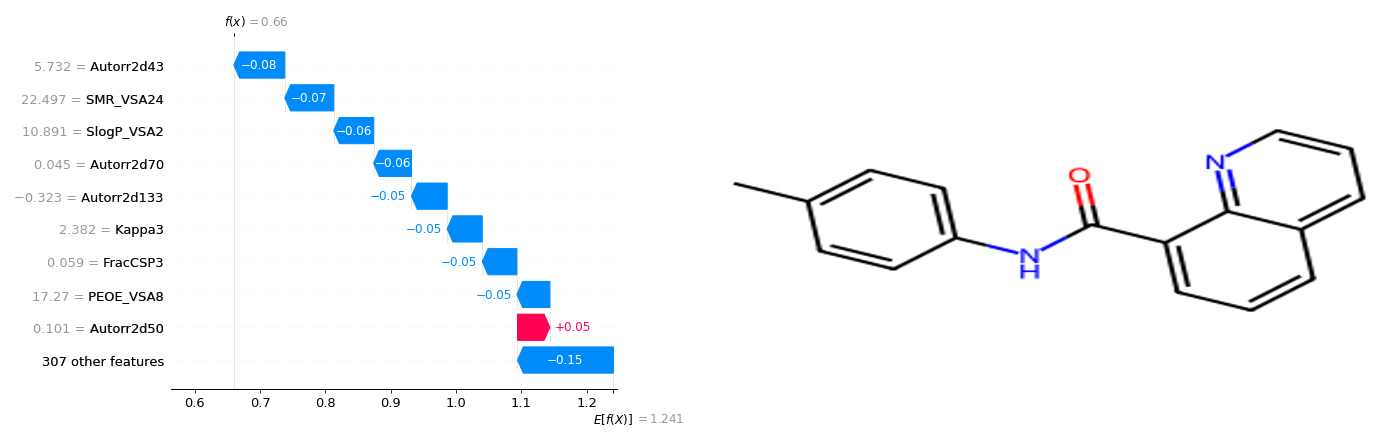 f(x) = 0.66
5.732 = Autorr2d43
−0.08
22.497 = SMR_VSA24
−0.07
10.891 = SlogP_VSA2
−0.06
0.045 = Autorr2d70
−0.06
−0.323 = Autorr2d133
−0.05
2.382 = Kappa3
−0.05
0.059 = FracCSP3
−0.05
17.27 = PEOE_VSA8
−0.05
0.101 = Autorr2d50
+0.05
307 other features
−0.15
0.6 0.7 0.8 0.9 1.0 1.1 1.2
E[f(X)] = 1.241
N
O
N
H